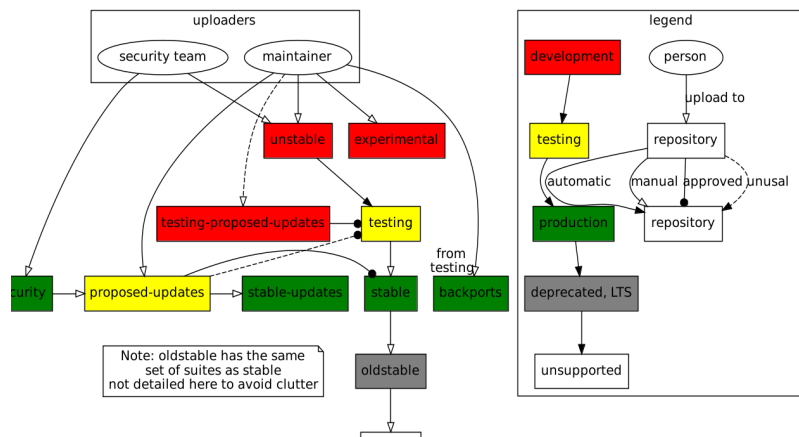 uploaders
legend
security team
maintainer
development
person
upload to
unstable
experimental
testing
repository
automatic
manual
approved
unusal
testing-proposed-updates
testing
production
repository
from
testing
curity
proposed-updates
stable-updates
stable
backports
deprecated, LTS
Note: oldstable has the same
set of suites as stable
not detailed here to avoid clutter
oldstable
unsupported